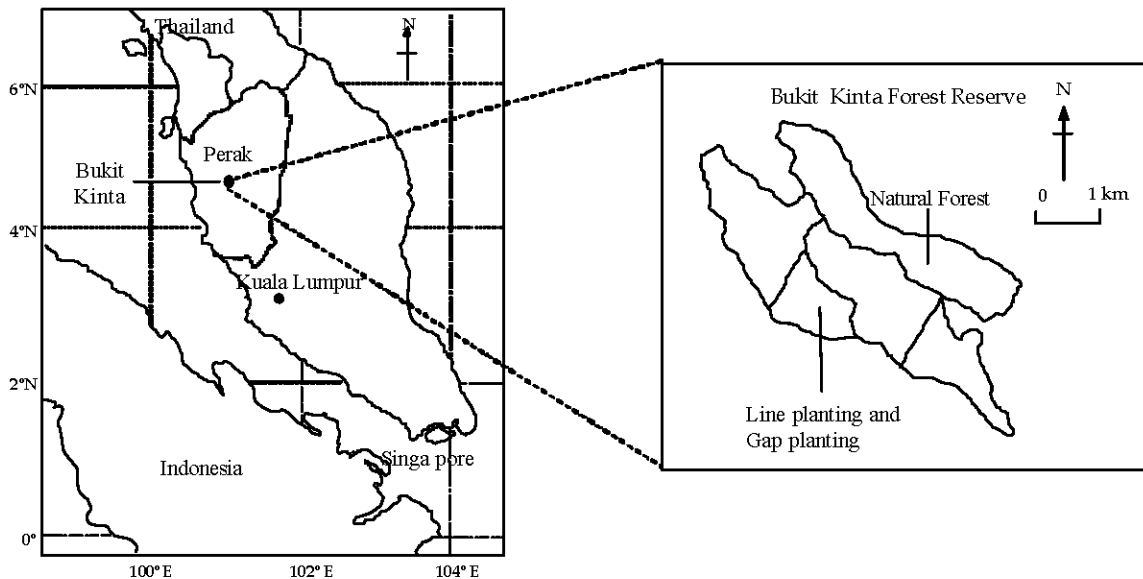 Thailand
N
6°N
Perak
Bukit
Kinta
4°N
Kuala Lumpur
2°N
Indonesia
Singa pore
0°
100° E
102° E
104° E
Bukit Kinta Forest Reserve
N
Natural Forest
0 1 km
Line planting and
Gap planting